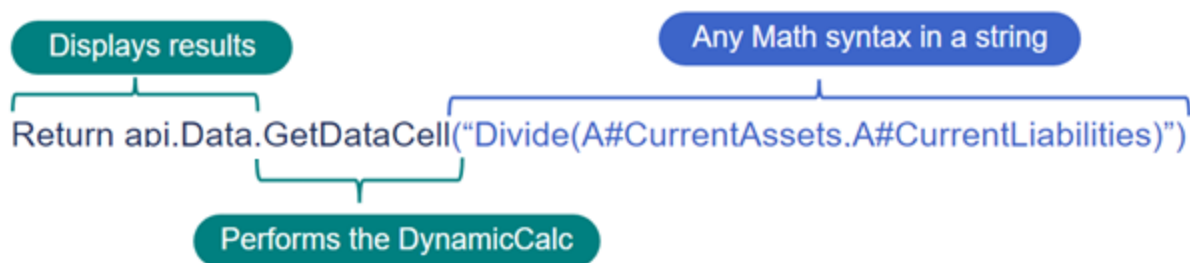 Displays results
Any Math syntax in a string
Return api.Data.GetDataCell(“Divide(A#CurrentAssets.A#CurrentLiabilities)”)
Performs the DynamicCalc